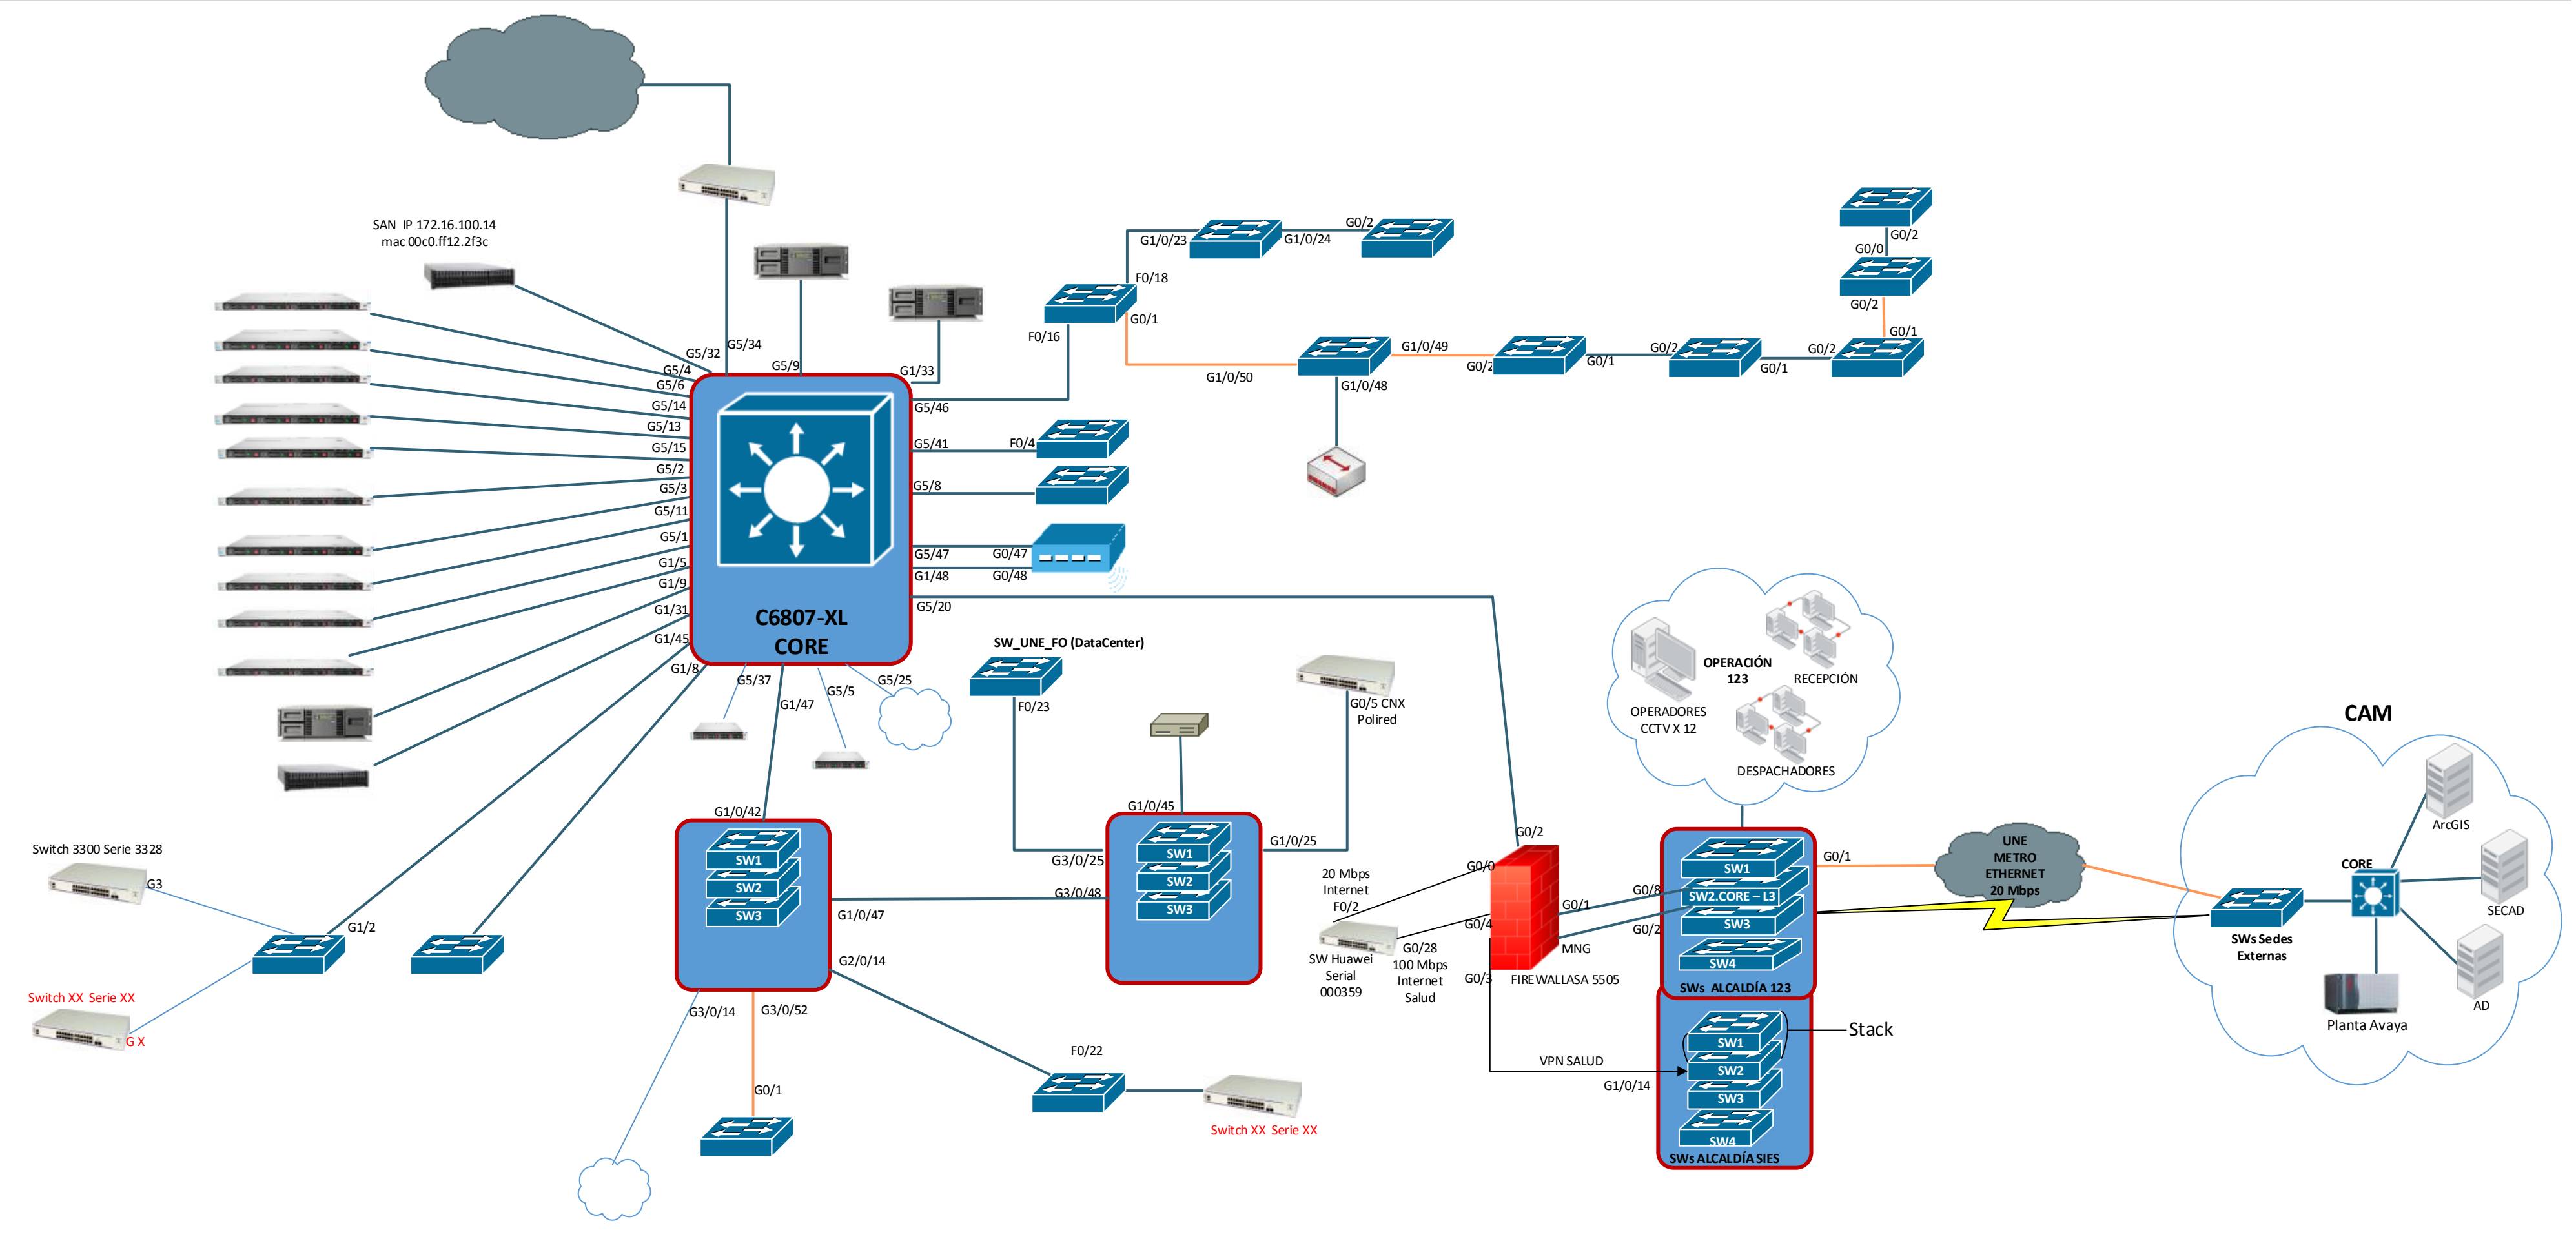 SAN  IP 172.16.100.14
mac 00c0.ff12.2f3c
G5/32
G5/34
G5/4
G5/6
G5/14
G5/13
G5/15
G5/2
G5/3
G5/11
G5/1
G1/5
G1/9
G1/31
G1/45
G1/8
G5/9
G1/33
G5/46
G5/41
F0/4
G5/8
G5/47
G0/47
G1/48
G0/48
G5/20
C6807-XL
CORE
G5/37
G1/47
G5/5
G5/25
F0/16
F0/18
G0/1
G1/0/23
G1/0/24
G0/2
G1/0/50
G1/0/49
G1/0/48
G0/2
G0/1
G0/2
G0/1
G0/2
G0/1
G0/2
G0/0
G0/2
SW_UNE_FO (DataCenter)
F0/23
G0/5 CNX
Polired
G1/0/45
G3/0/25
G1/0/25
G3/0/48
SW1
SW2
SW3
G1/0/42
SW1
SW2
SW3
G1/0/47
G2/0/14
G3/0/14
G3/0/52
G0/1
F0/22
Switch XX  Serie XX
Switch 3300 Serie 3328
G3
G1/2
Switch XX  Serie XX
G X
20 Mbps
Internet
F0/2
SW Huawei
Serial
000359
G0/28
100 Mbps
Internet
Salud
G0/2
G0/0
G0/4
G0/3
G0/1
MNG
FIREWALLASA 5505
G0/8
G0/2
VPN SALUD
G1/0/14
OPERACIÓN
123
RECEPCIÓN
OPERADORES
CCTV X 12
DESPACHADORES
SW1
SW2.CORE – L3
SW3
SW4
SWs  ALCALDÍA 123
SW1
SW2
SW3
SW4
SWs ALCALDÍA SIES
Stack
G0/1
UNE
METRO
ETHERNET
20 Mbps
CAM
CORE
ArcGIS
SECAD
AD
SWs Sedes
Externas
Planta Avaya